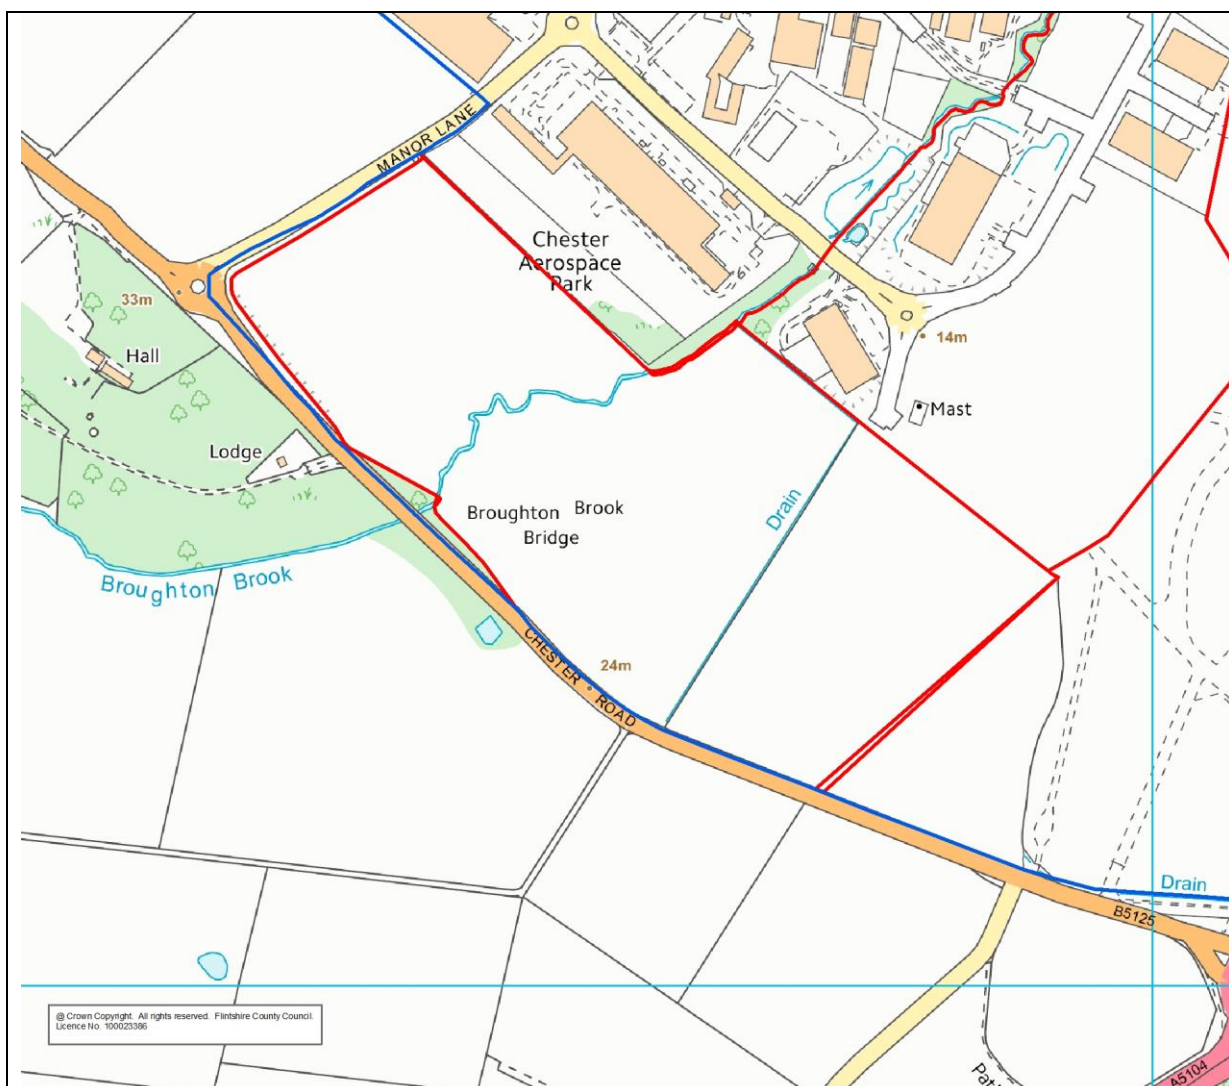 MANOR LANE
Chester
Aerospace
Park
33m
14m
Hall
Mast
Lodge
Drain
Broughton Brook
Bridge
Broughton Brook
CHESTER ROAD
24m
Drain
B5125
@ Crown Copyright. All rights reserved. Flintshire County Council.
Licence No. 100023386
A5104